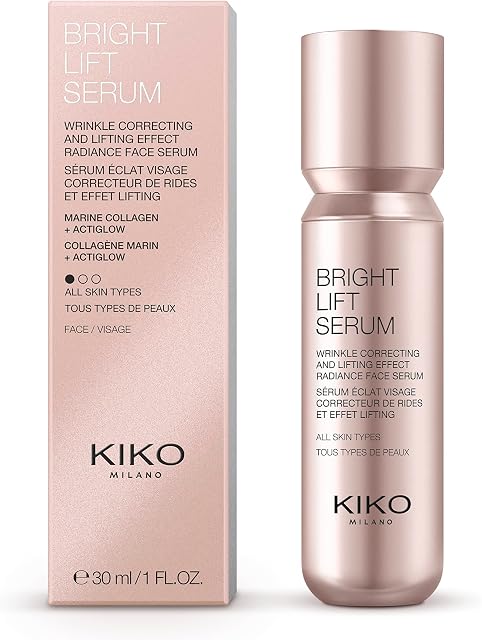 BRIGHT
LIFT
SERUM
WRINKLE CORRECTING
AND LIFTING EFFECT
RADIANCE FACE SERUM
SÉRUM ÉCLAT VISAGE
CORRECTEUR DE RIDES
ET EFFET LIFTING
MARINE COLLAGEN
+ ACTIGLOW
COLLAGÈNE MARIN
+ ACTIGLOW
ALL SKIN TYPES
TOUS TYPES DE PEAUX
FACE / VISAGE
KIKO
MILANO
℮ 30 ml/1 FL.OZ.
BRIGHT
LIFT
SERUM
WRINKLE CORRECTING
AND LIFTING EFFECT
RADIANCE FACE SERUM
SÉRUM ÉCLAT VISAGE
CORRECTEUR DE RIDES
ET EFFET LIFTING
ALL SKIN TYPES
TOUS TYPES DE PEAUX
KIKO
MILANO